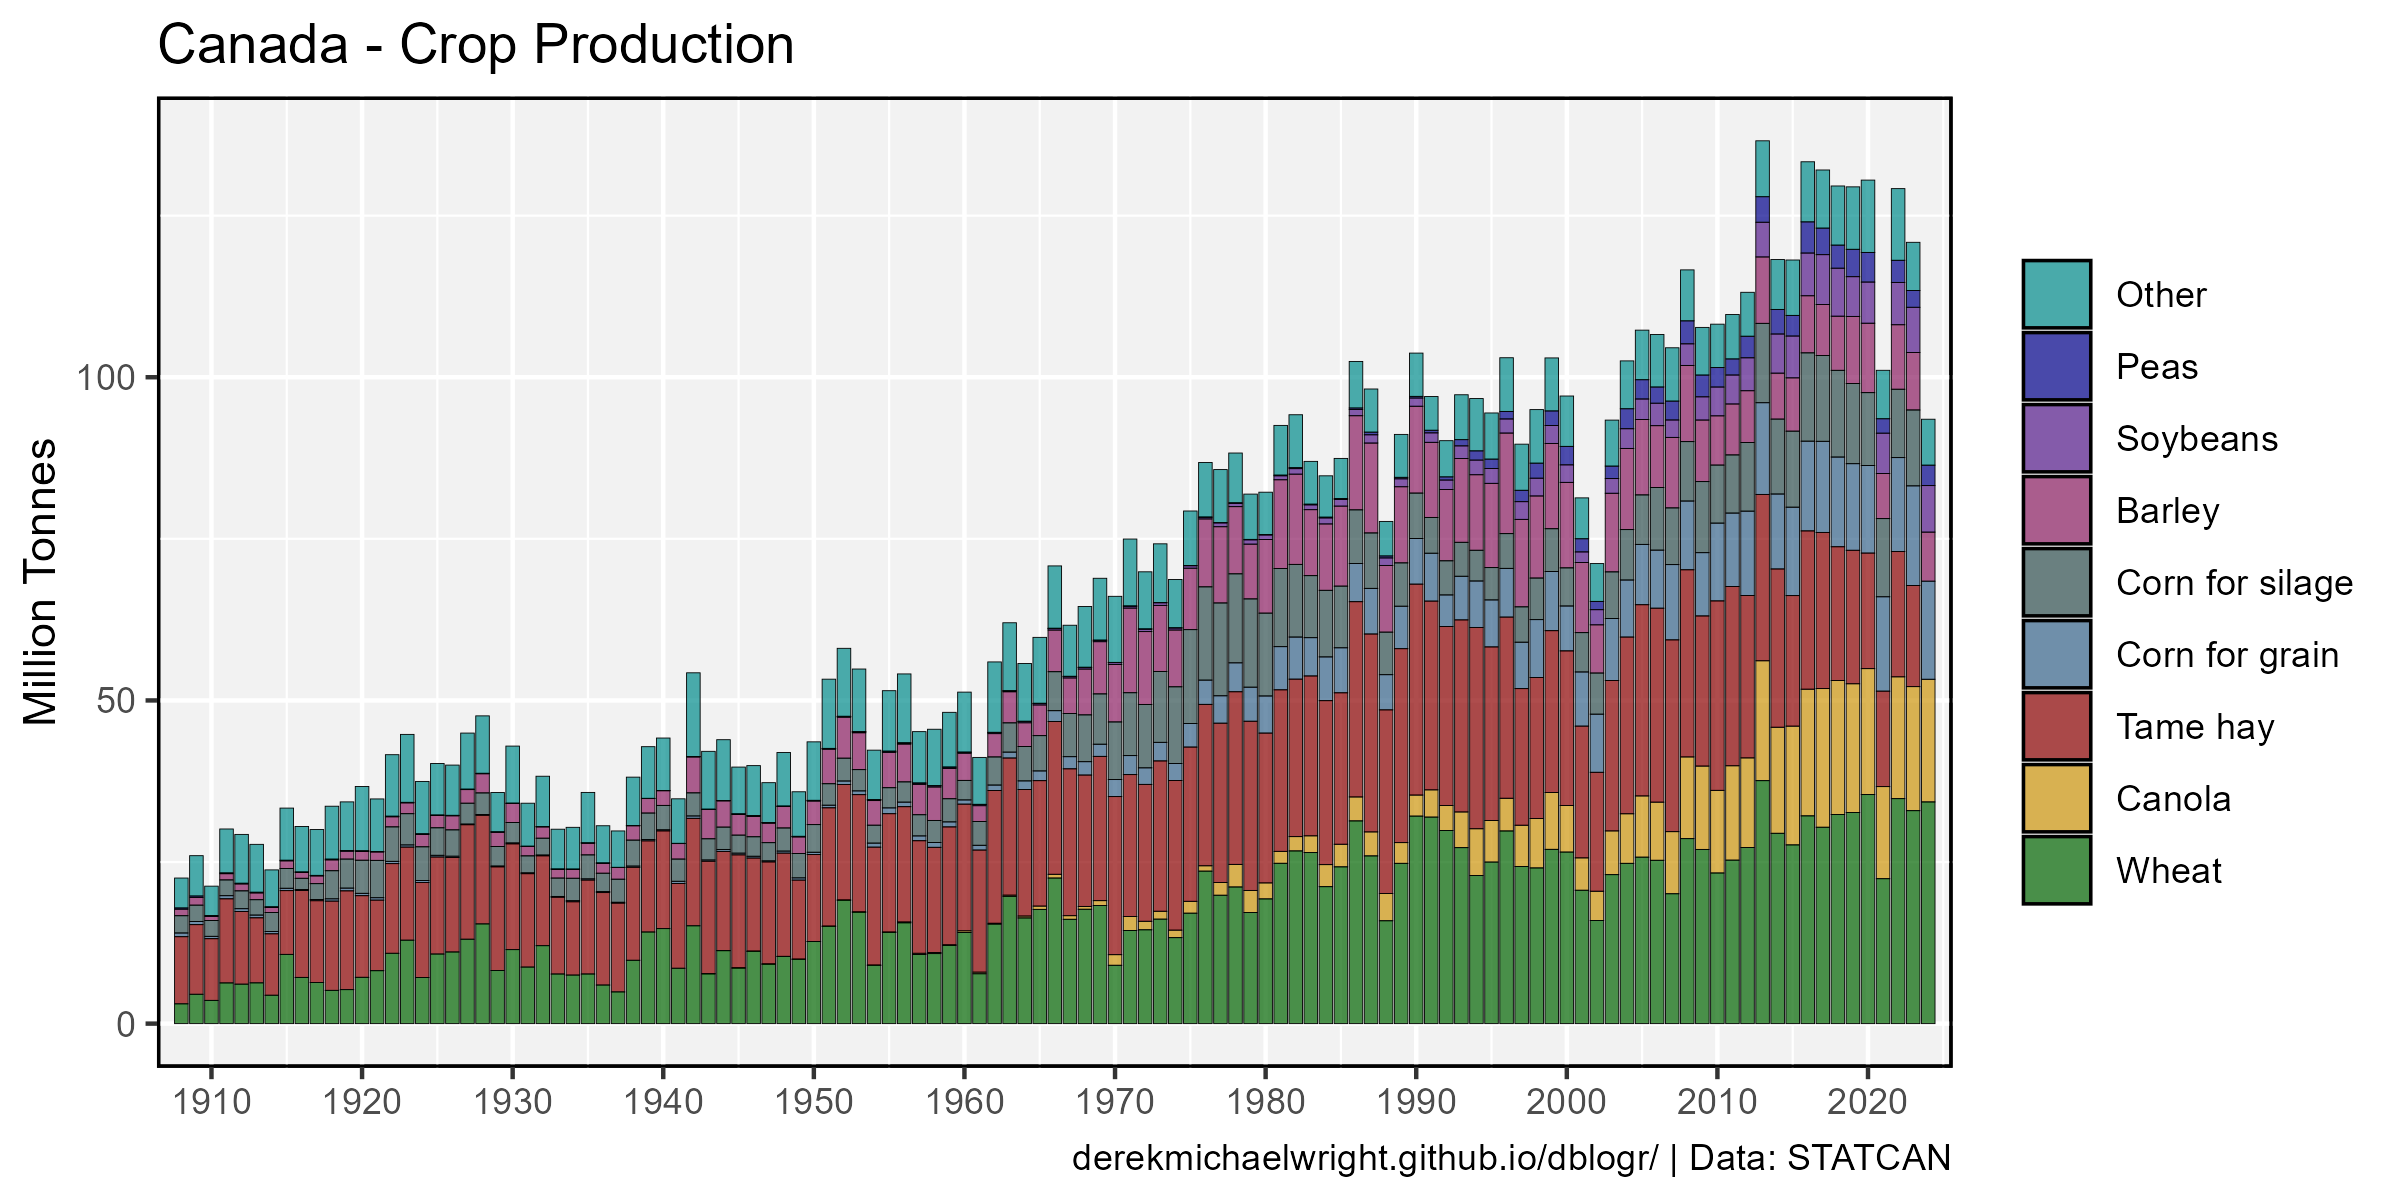 Canada - Crop Production
Million Tonnes
100
50
0
1910 1920 1930 1940 1950 1960 1970 1980 1990 2000 2010 2020
Other
Peas
Soybeans
Barley
Corn for silage
Corn for grain
Tame hay
Canola
Wheat
derekmichaelwright.github.io/dblogr/ | Data: STATCAN